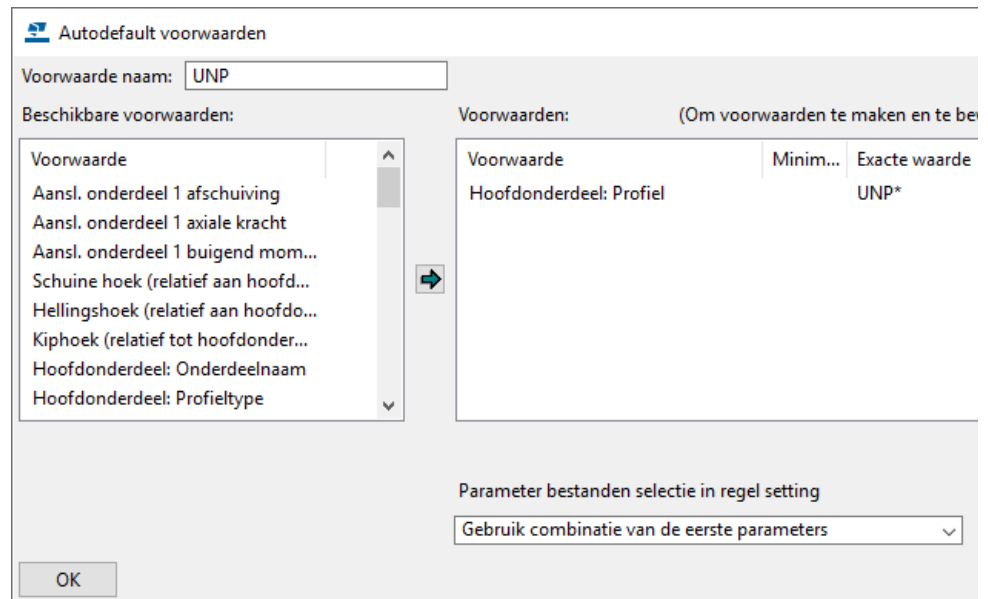 Autodefault voorwaarden
Voorwaarde naam: UNP
Beschikbare voorwaarden:
Voorwaarde
Aansl. onderdeel 1 afschuiving
Aansl. onderdeel 1 axiale kracht
Aansl. onderdeel 1 buigend mom...
Schuine hoek (relatief aan hoofd...
Hellingshoek (relatief aan hoofdo...
Kiphoek (relatief tot hoofdonder...
Hoofdonderdeel: Onderdeelnaam
Hoofdonderdeel: Profieltype
Voorwaarden: (Om voorwaarden te maken en te be
Voorwaarde Minim... Exacte waarde
Hoofdonderdeel: Profiel UNP*
Parameter bestanden selectie in regel setting
Gebruik combinatie van de eerste parameters
OK